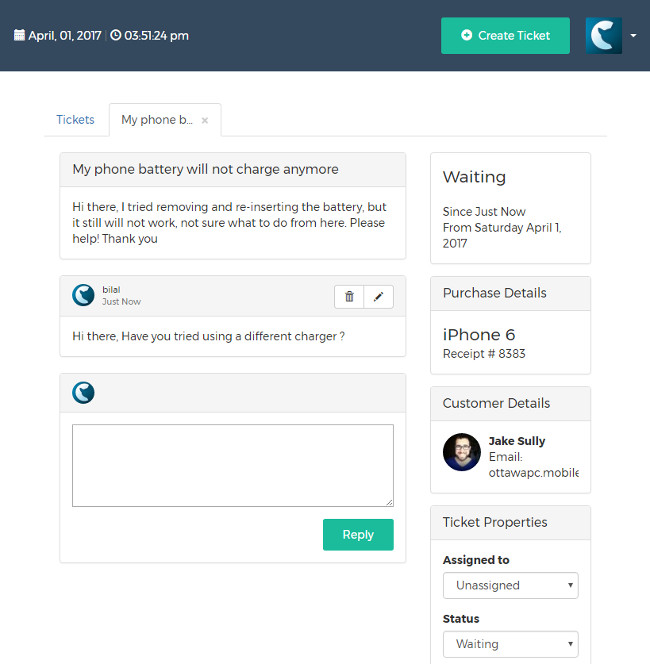 April, 01, 2017 | 03:51:24 pm
Create Ticket
Tickets
My phone b... ×
My phone battery will not charge anymore
Hi there, I tried removing and re-inserting the battery, but
it still will not work, not sure what to do from here. Please
help! Thank you
bilal
Just Now
Hi there, Have you tried using a different charger ?
Reply
Waiting
Since Just Now
From Saturday April 1,
2017
Purchase Details
iPhone 6
Receipt # 8383
Customer Details
Jake Sully
Email:
ottawapc.mobile
Ticket Properties
Assigned to
Unassigned
Status
Waiting